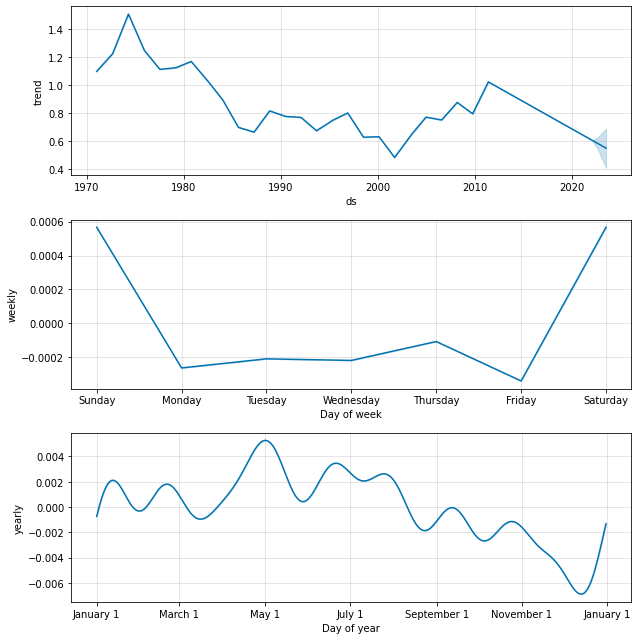 1.4
1.2
1.0
0.8
0.6
0.4
trend
1970 1980 1990 2000 2010 2020
ds
0.0006
0.0004
0.0002
0.0000
−0.0002
weekly
Sunday Monday Tuesday Wednesday Thursday Friday Saturday
Day of week
0.004
0.002
0.000
−0.002
−0.004
−0.006
yearly
January 1 March 1 May 1 July 1 September 1 November 1 January 1
Day of year